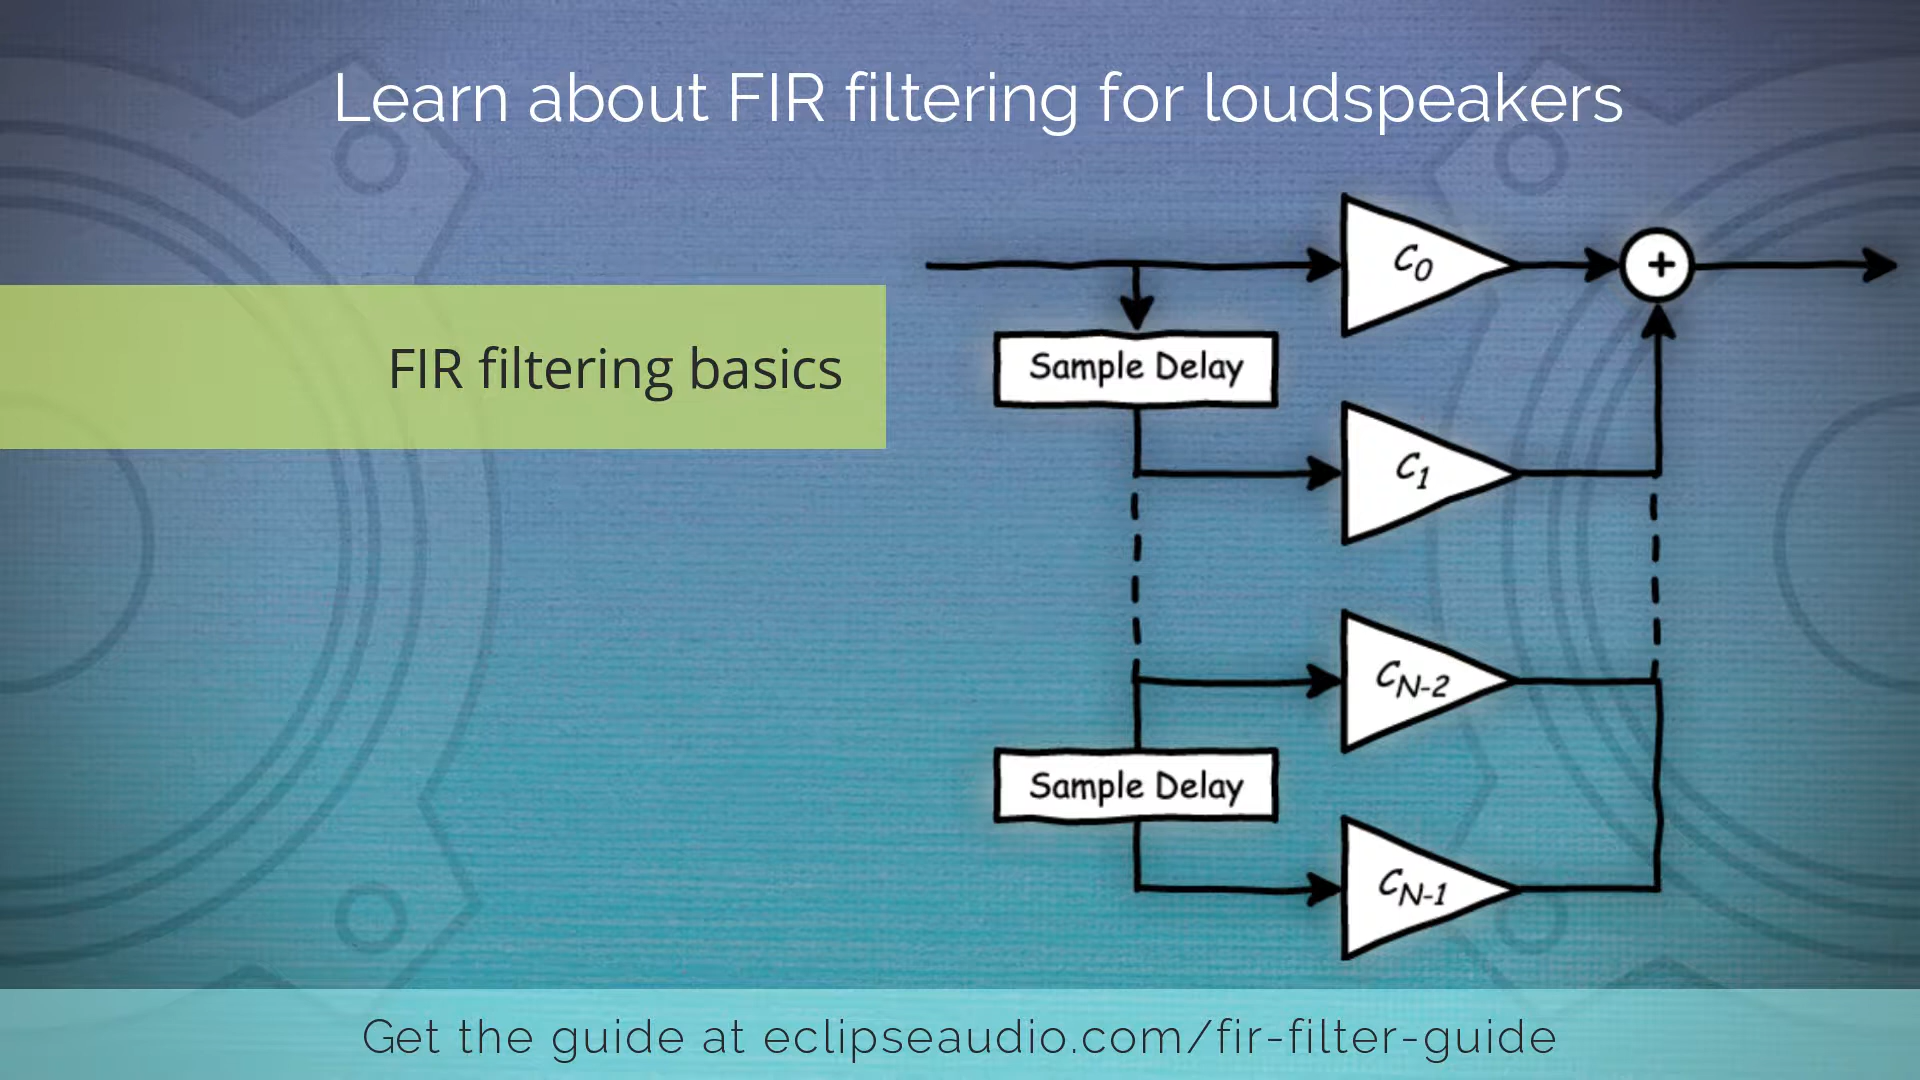 Learn about FIR filtering for loudspeakers
FIR filtering basics
C0
+
Sample Delay
C1
CN-2
Sample Delay
CN-1
Get the guide at eclipseaudio.com/fir-filter-guide